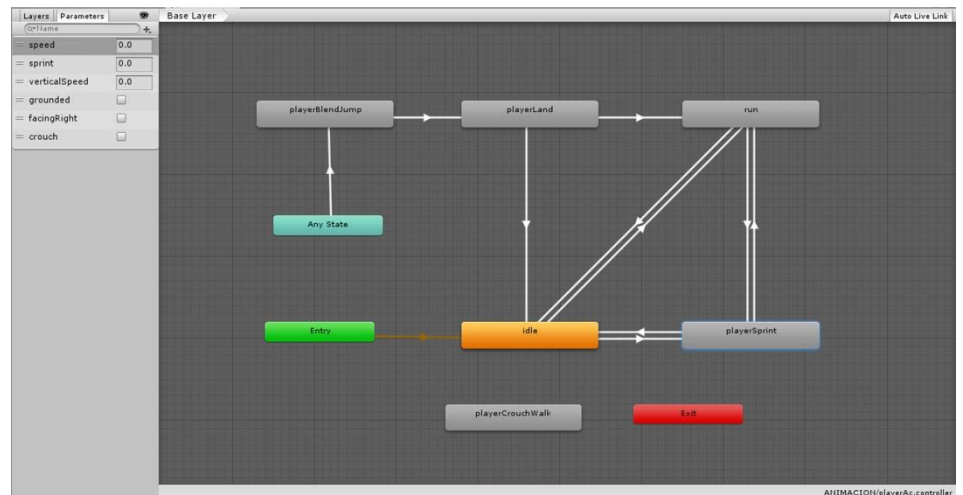 Layers Parameters
Base Layer
Auto Live Link
Name
speed 0.0
sprint 0.0
verticalSpeed 0.0
grounded
facingRight
crouch
playerBlendJump
playerLand
run
Any State
Entry
idle
playerSprint
playerCrouchWalk
Exit
ANIMACION/playerAc.controller